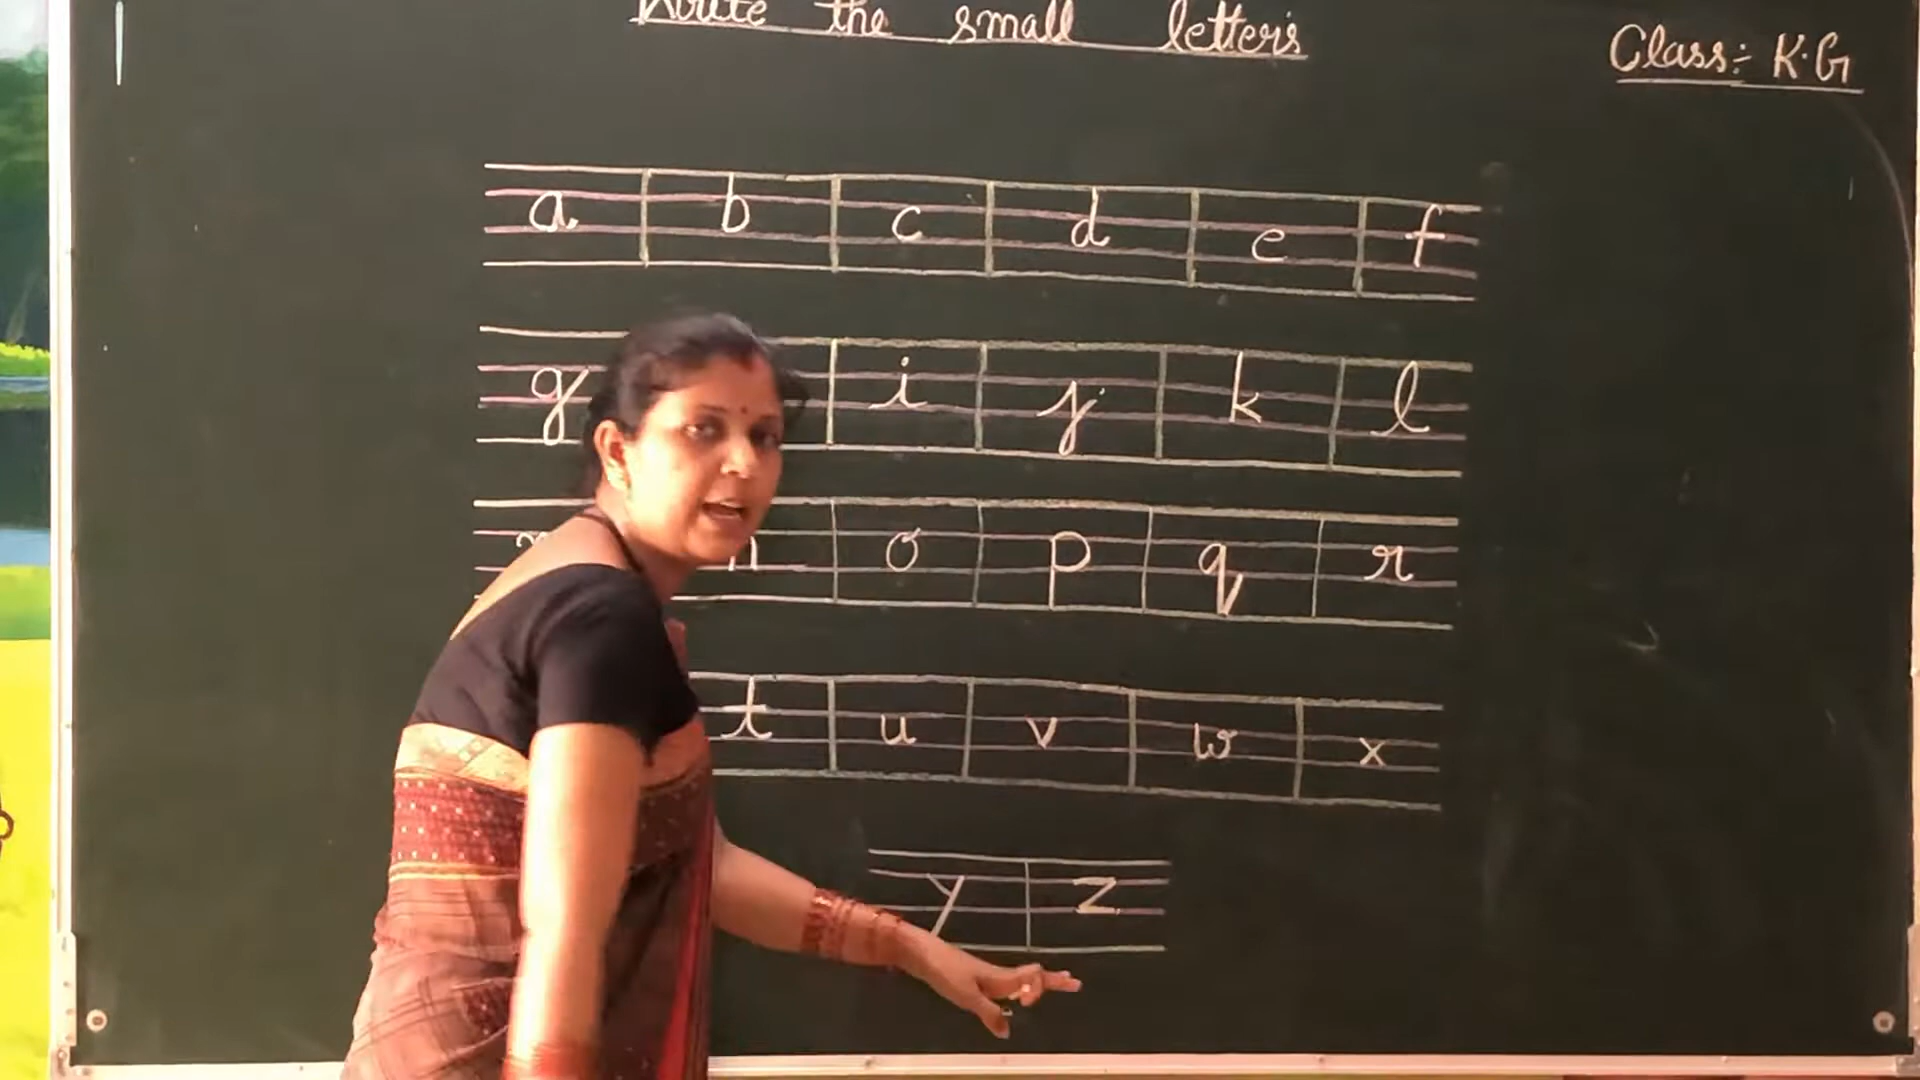 Write the small letters
Class:- K.G
a b c d e f
g i j k l
m n o p q r
t u v w x
y z